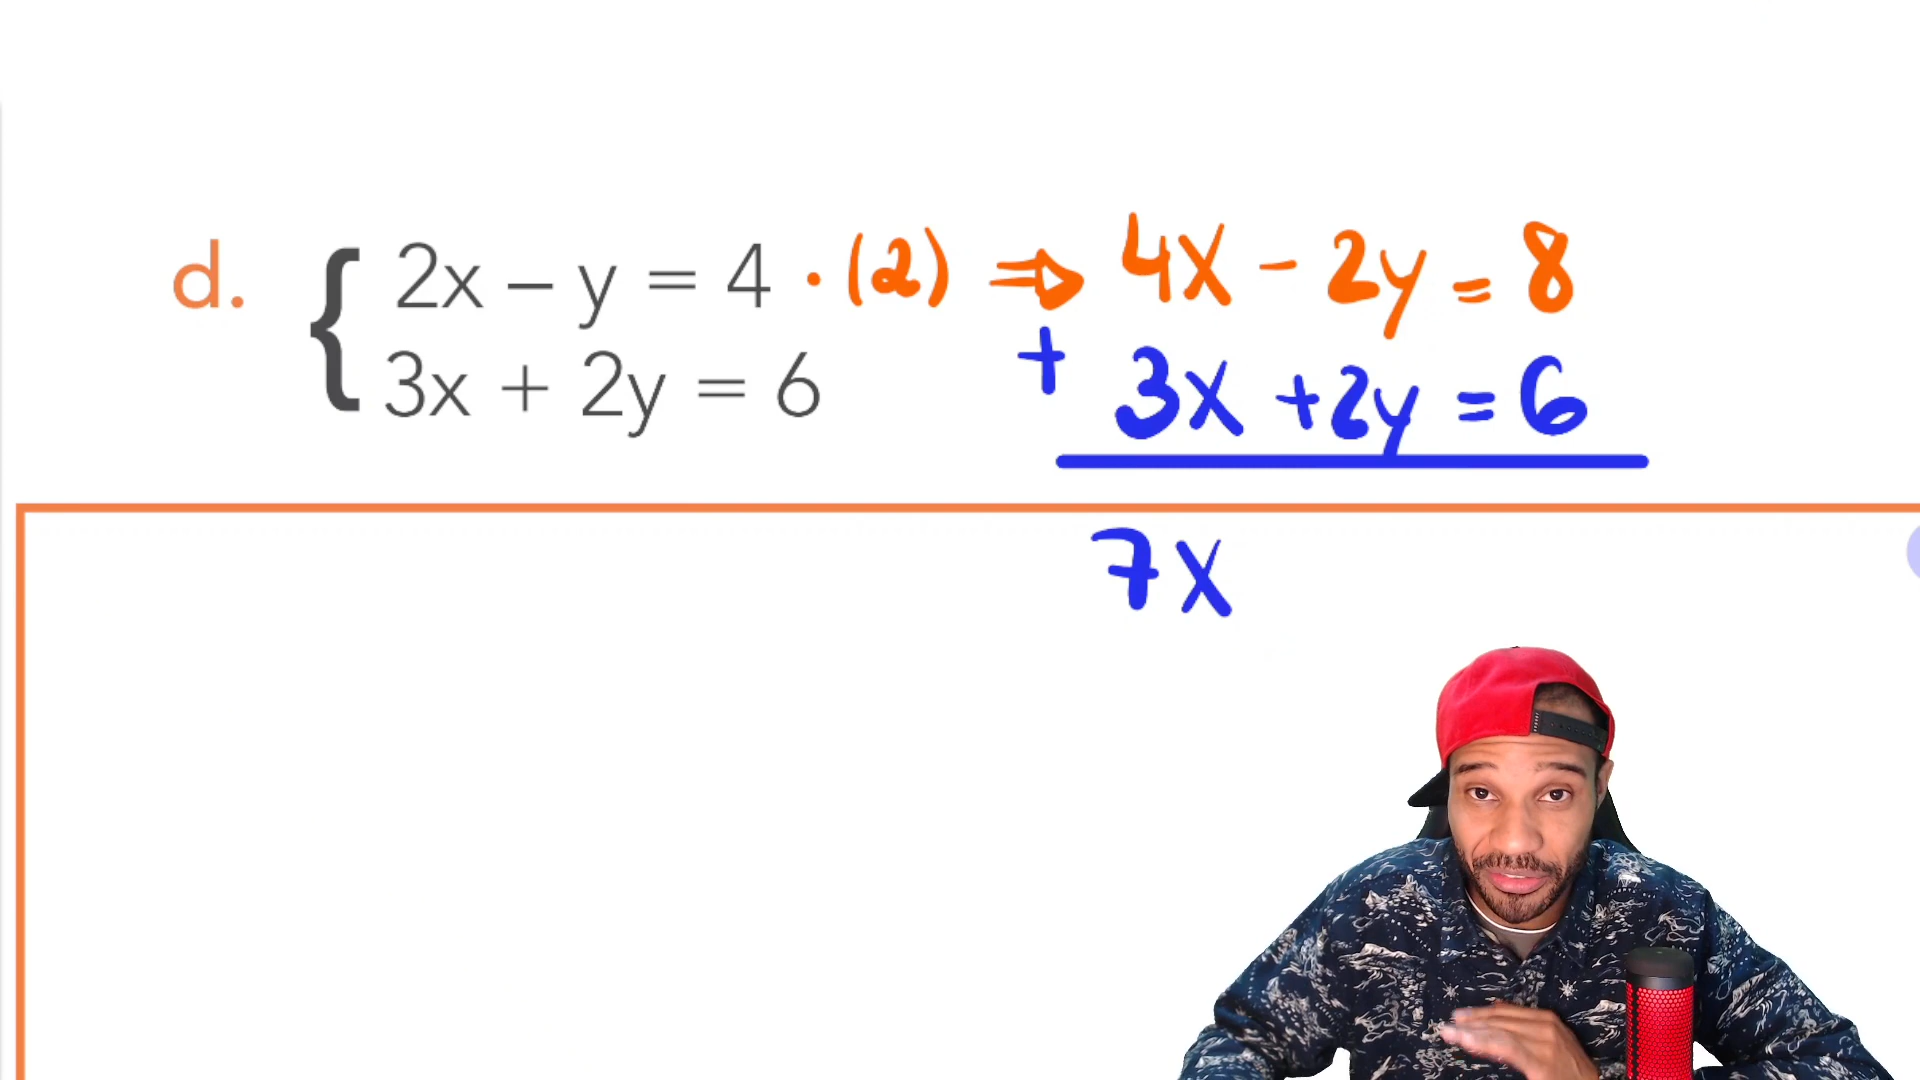 d. { 2x – y = 4 · (2) ⇒ 4x - 2y = 8
3x + 2y = 6 + 3x +2y = 6
7x